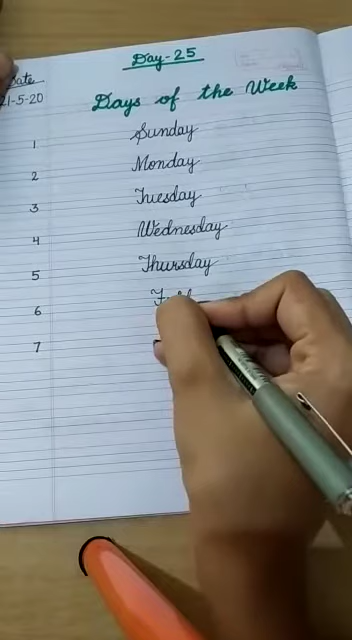 Day-25
Date
21-5-20
Days of the Week
1 Sunday
2 Monday
3 Tuesday
4 Wednesday
5 Thursday
6
7